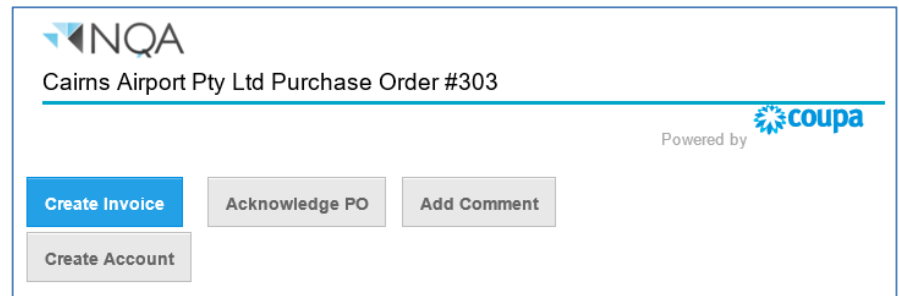 NQA
Cairns Airport Pty Ltd Purchase Order #303
Powered by coupa
Create Invoice Acknowledge PO Add Comment
Create Account